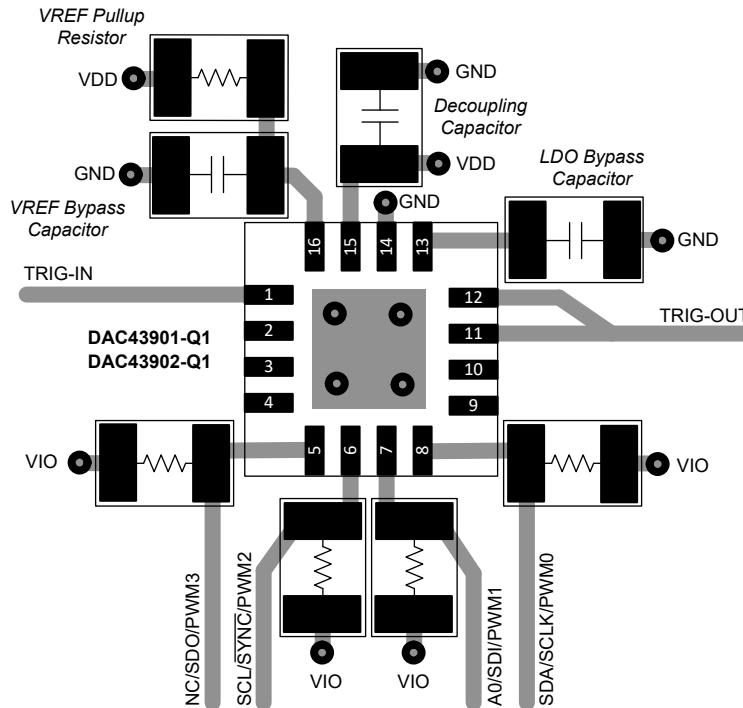 VREF Pullup
Resistor
VDD
GND
Decoupling
Capacitor
GND
VDD
LDO Bypass
Capacitor
VREF Bypass
Capacitor
GND
GND
16
15
14
13
TRIG-IN
1
12
TRIG-OUT
DAC43901-Q1
DAC43902-Q1
2
11
3
10
4
9
VIO
5
6
7
8
VIO
NC/SDO/PWM3
SCL/SYNC/PWM2
A0/SDI/PWM1
SDA/SCLK/PWM0
VIO
VIO